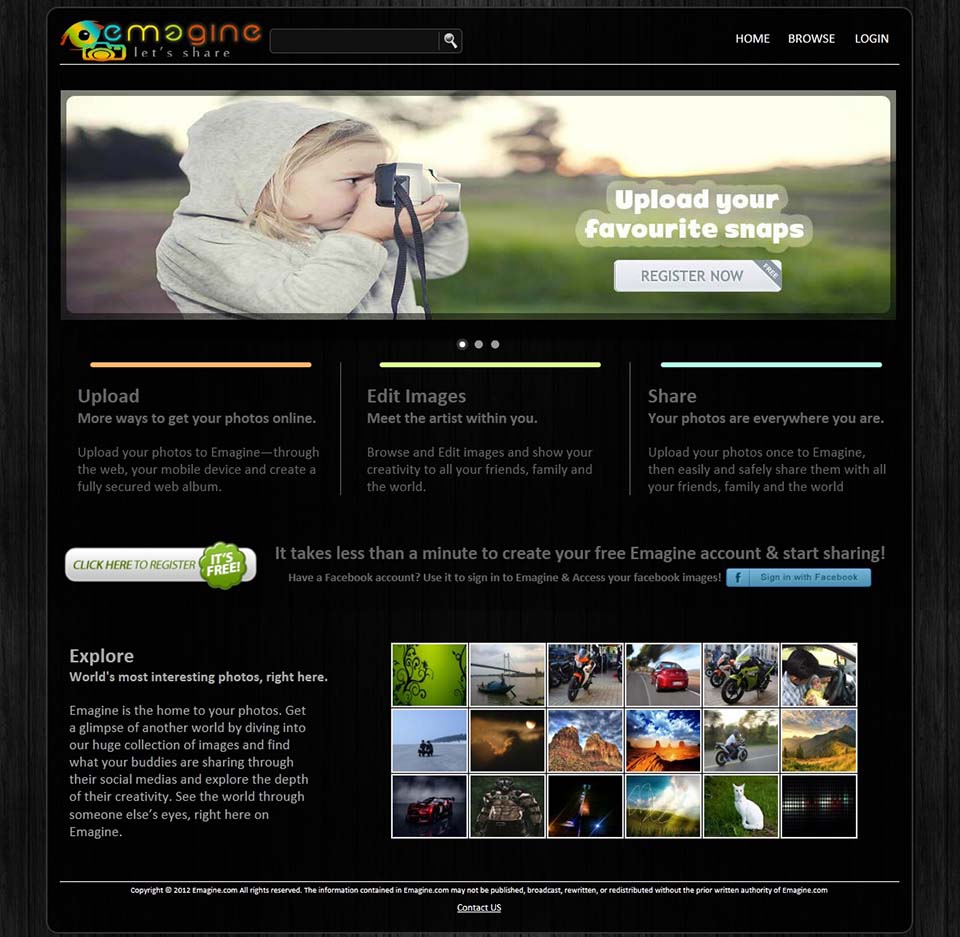 emagine
let's share
HOME BROWSE LOGIN
Upload your
favourite snaps
REGISTER NOW
FREE
Upload
More ways to get your photos online.
Upload your photos to Emagine—through
the web, your mobile device and create a
fully secured web album.
Edit Images
Meet the artist within you.
Browse and Edit images and show your
creativity to all your friends, family and
the world.
Share
Your photos are everywhere you are.
Upload your photos once to Emagine,
then easily and safely share them with all
your friends, family and the world
CLICK HERE TO REGISTER
IT'S
FREE!
It takes less than a minute to create your free Emagine account & start sharing!
Have a Facebook account? Use it to sign in to Emagine & Access your facebook images!
f Sign in with Facebook
Explore
World's most interesting photos, right here.
Emagine is the home to your photos. Get
a glimpse of another world by diving into
our huge collection of images and find
what your buddies are sharing through
their social medias and explore the depth
of their creativity. See the world through
someone else's eyes, right here on
Emagine.
Copyright © 2012 Emagine.com All rights reserved. The information contained in Emagine.com may not be published, broadcast, rewritten, or redistributed without the prior written authority of Emagine.com
Contact US